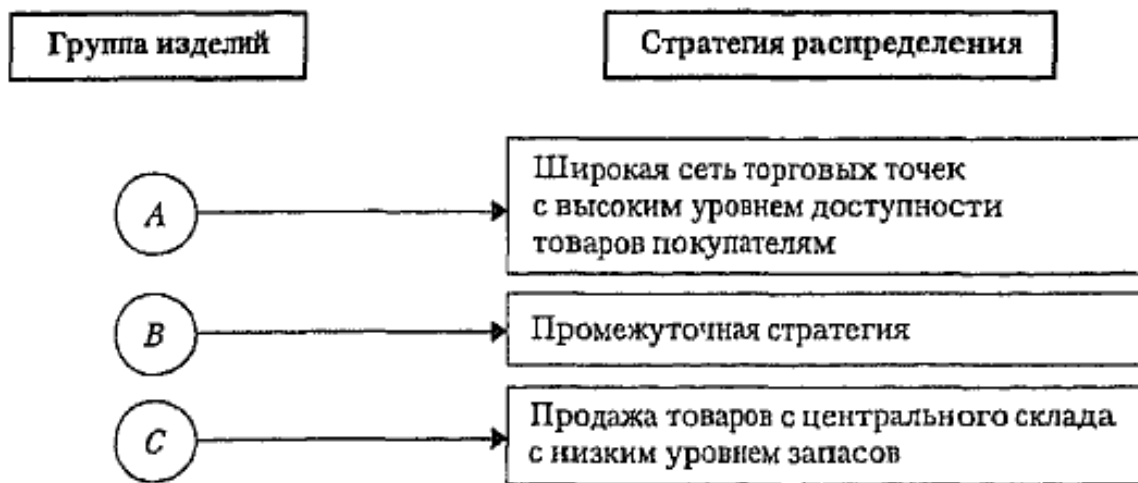 Группа изделий
Стратегия распределения
A
Широкая сеть торговых точек
с высоким уровнем доступности
товаров покупателям
B
Промежуточная стратегия
C
Продажа товаров с центрального склада
с низким уровнем запасов